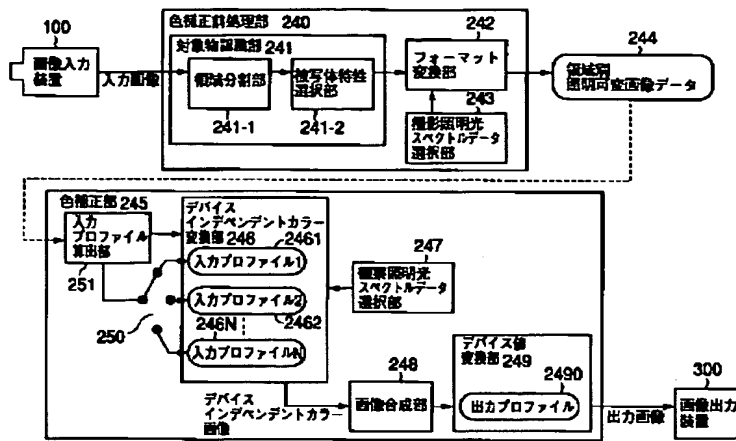 100
画像入力
装置
入力画像
色補正前処理部 240
対象物認識部 241
領域分割部
241-1
被写体特性
選択部
241-2
242
フォーマット
変換部
243
撮影照明光
スペクトルデータ
選択部
244
領域別
照明可変画像データ
色補正部 245
入力
プロファイル
算出部
251
250
デバイス
インデペンデントカラー
変換部 246
2461
入力プロファイル1
入力プロファイル2
2462
246N
入力プロファイルN
247
観察照明光
スペクトルデータ
選択部
デバイス
インデペンデントカラー
画像
248
画像合成部
デバイス値
変換部 249
2490
出力プロファイル
出力画像
300
画像出力
装置